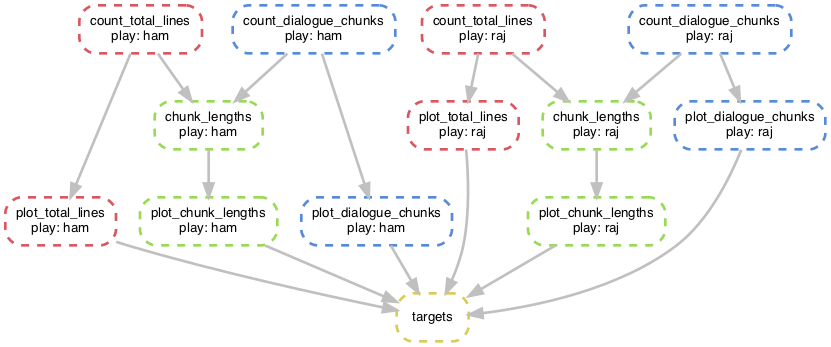 count_total_lines
play: ham
count_dialogue_chunks
play: ham
count_total_lines
play: raj
count_dialogue_chunks
play: raj
chunk_lengths
play: ham
plot_total_lines
play: raj
chunk_lengths
play: raj
plot_dialogue_chunks
play: raj
plot_total_lines
play: ham
plot_chunk_lengths
play: ham
plot_dialogue_chunks
play: ham
plot_chunk_lengths
play: raj
targets